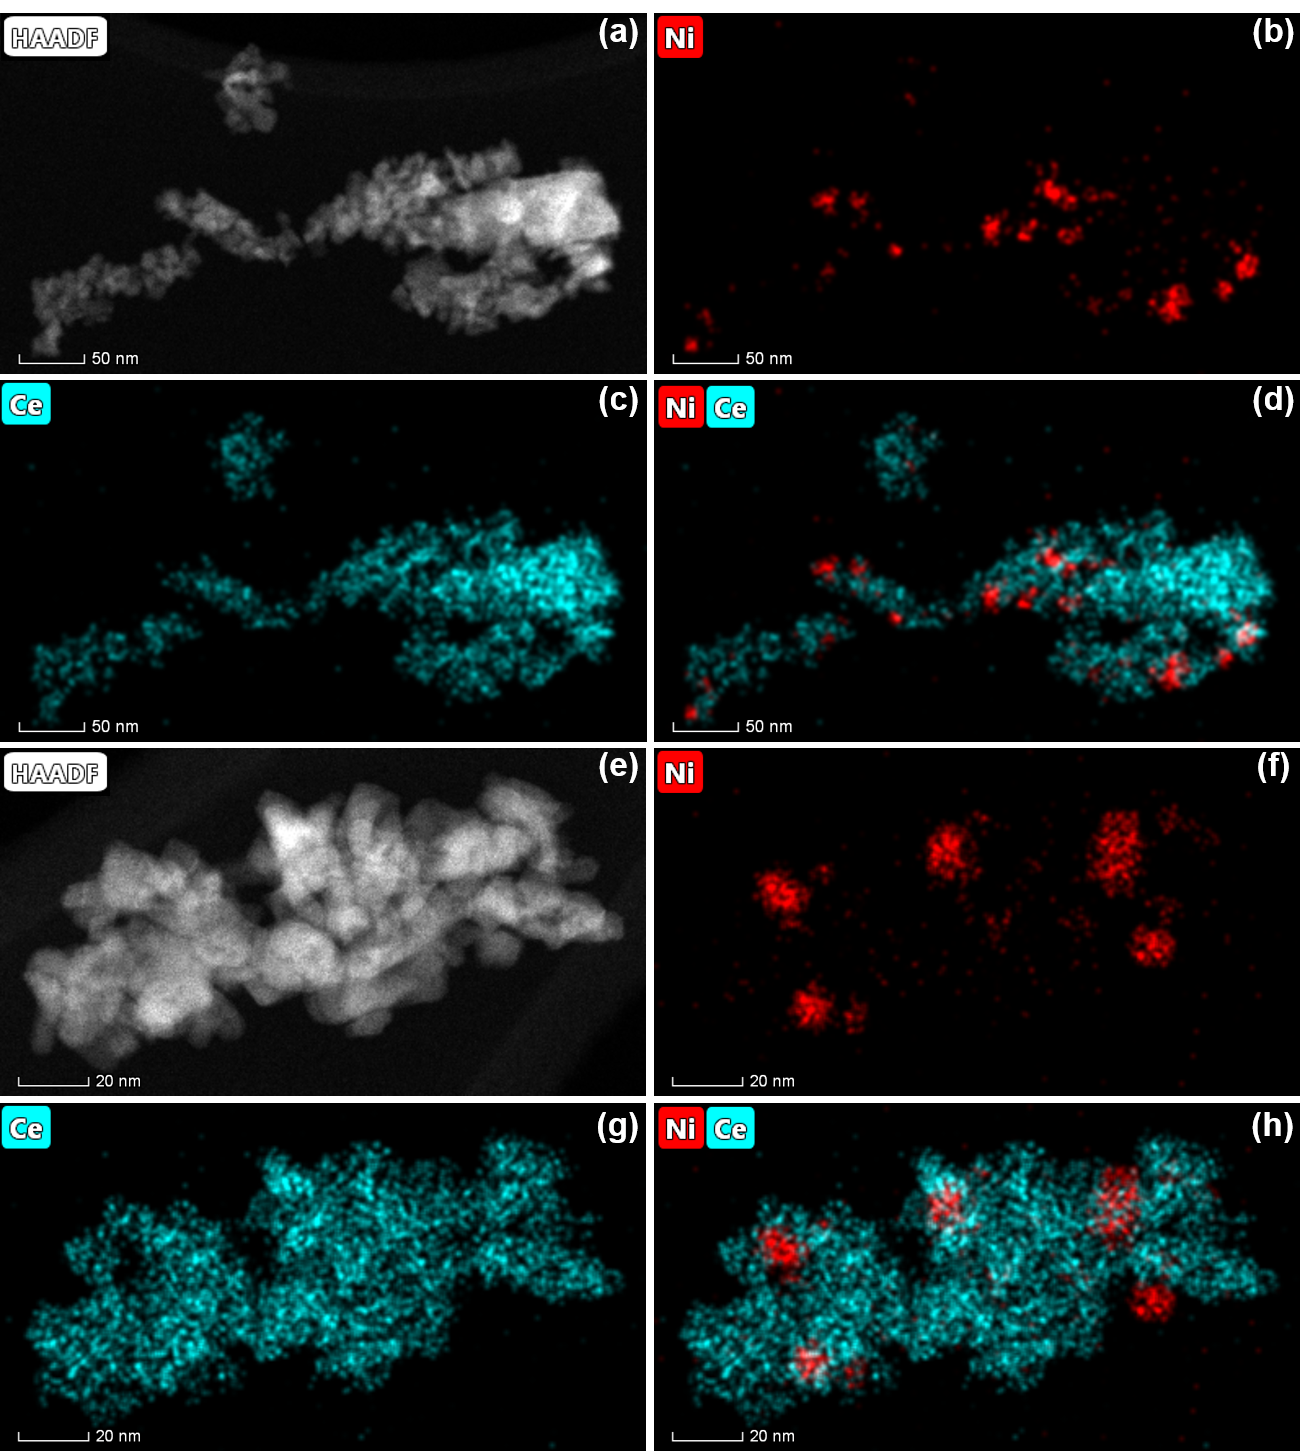 HAADF (a)
Ni (b)
50 nm
50 nm
Ce (c)
Ni Ce (d)
50 nm
50 nm
HAADF (e)
Ni (f)
20 nm
20 nm
Ce (g)
Ni Ce (h)
20 nm
20 nm